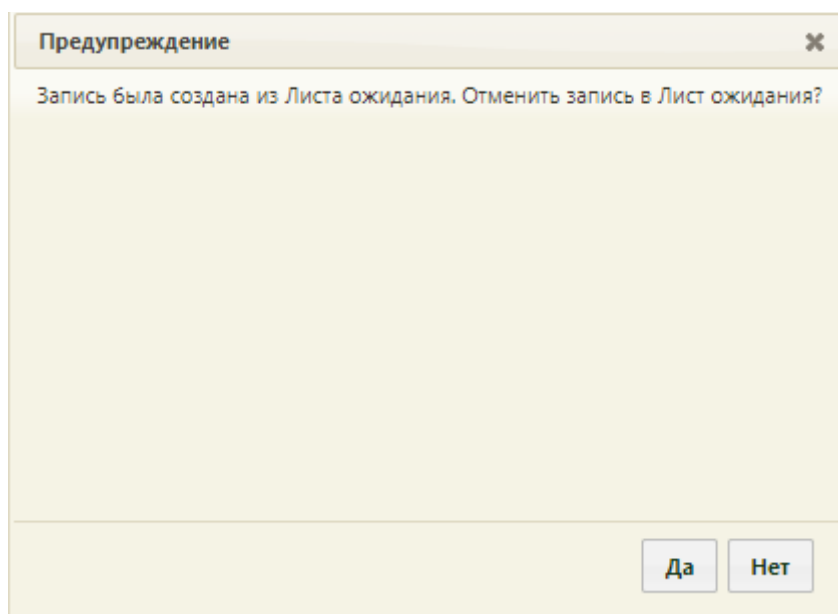 Предупреждение
Запись была создана из Листа ожидания. Отменить запись в Лист ожидания?
Да Нет